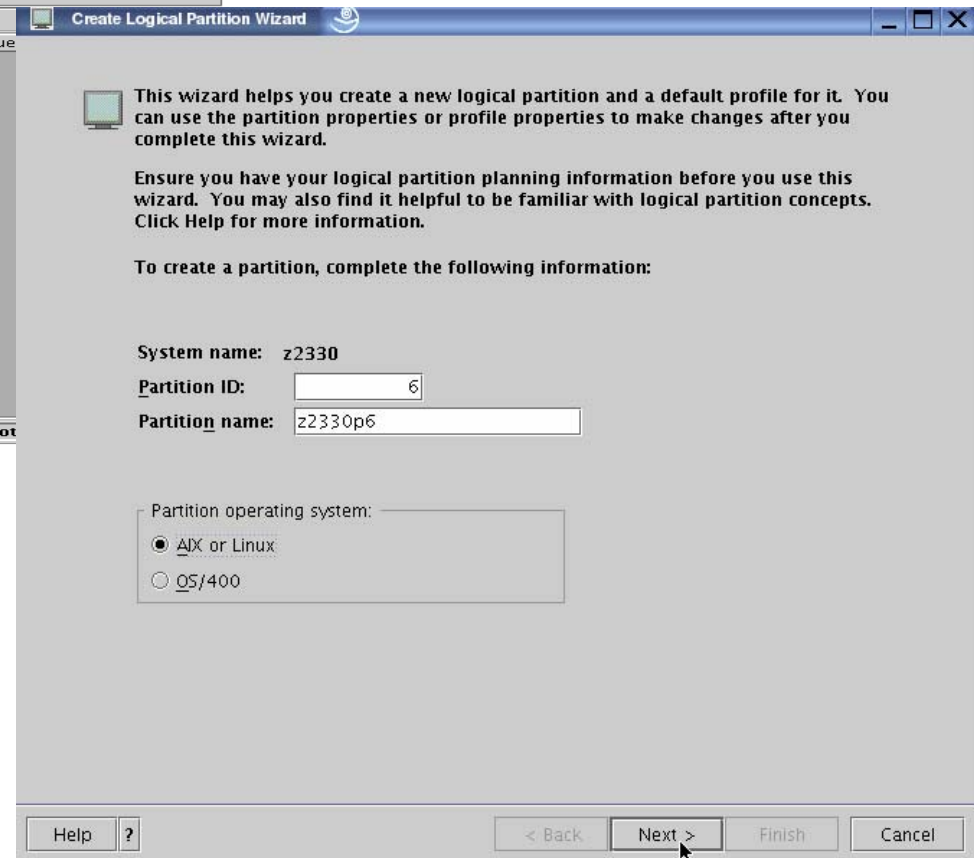 Create Logical Partition Wizard
ue
This wizard helps you create a new logical partition and a default profile for it. You
can use the partition properties or profile properties to make changes after you
complete this wizard.
Ensure you have your logical partition planning information before you use this
wizard. You may also find it helpful to be familiar with logical partition concepts.
Click Help for more information.
To create a partition, complete the following information:
System name: z2330
Partition ID: 6
Partition name: z2330p6
ot
Partition operating system:
AIX or Linux
OS/400
Help ? < Back Next > Finish Cancel